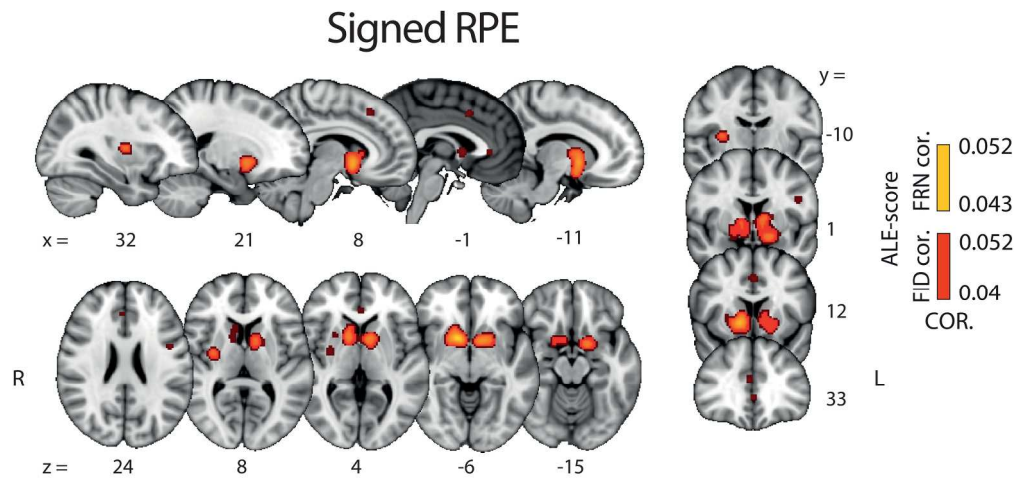 Signed RPE
x = 32 21 8 -1 -11
R
z = 24 8 4 -6 -15
y =
-10
1
12
33
L
ALE-score
FRN cor.
0.052
0.043
FID cor.
0.052
0.04
COR.